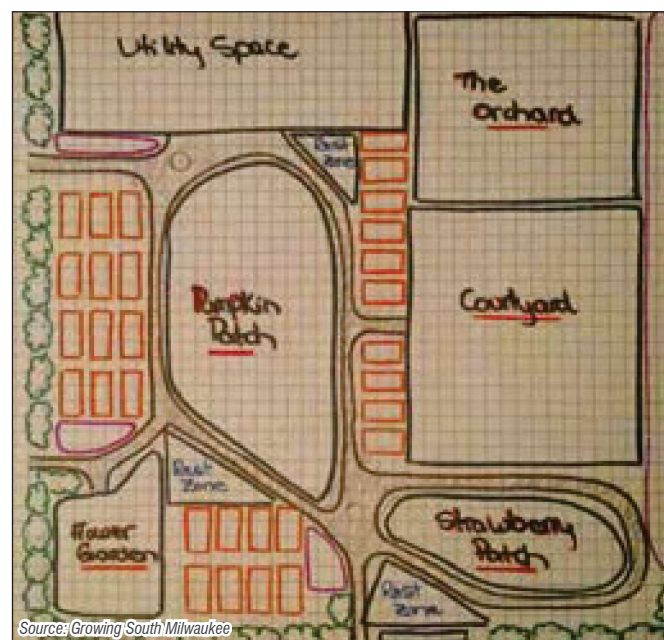 Utility Space
The
Orchard
Rest
Zone
Pumpkin
Patch
Courtyard
Rest
Zone
Flower
Garden
Strawberry
Patch
Rest
Zone
Source: Growing South Milwaukee